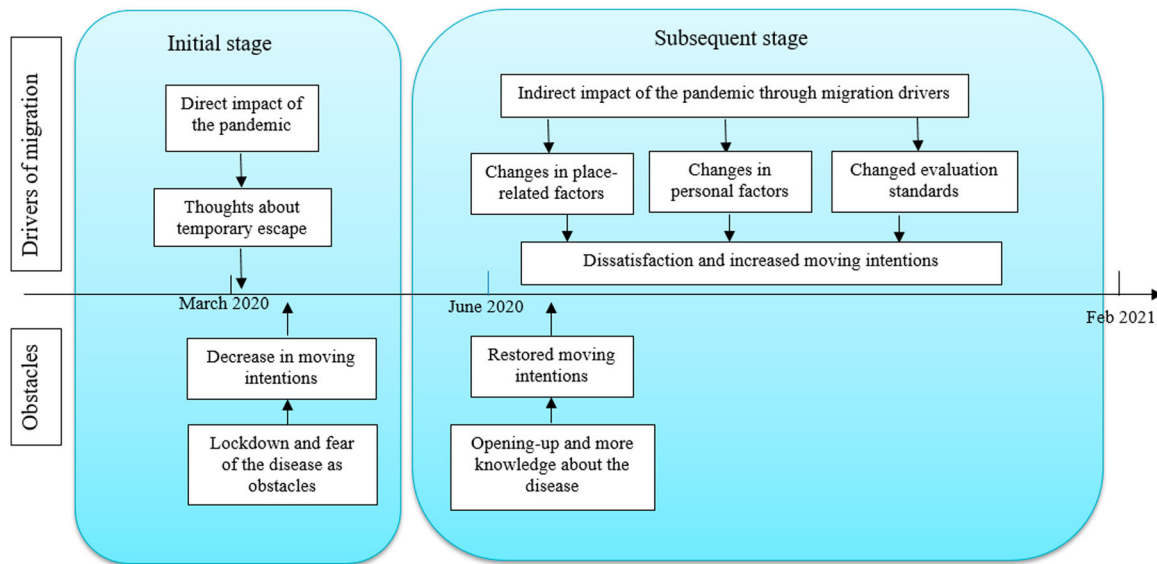 Drivers of migration
Initial stage
Direct impact of
the pandemic
Thoughts about
temporary escape
Subsequent stage
Indirect impact of the pandemic through migration drivers
Changes in place-
related factors
Changes in
personal factors
Changed evaluation
standards
Dissatisfaction and increased moving intentions
March 2020
June 2020
Feb 2021
Obstacles
Decrease in moving
intentions
Lockdown and fear
of the disease as
obstacles
Restored moving
intentions
Opening-up and more
knowledge about the
disease